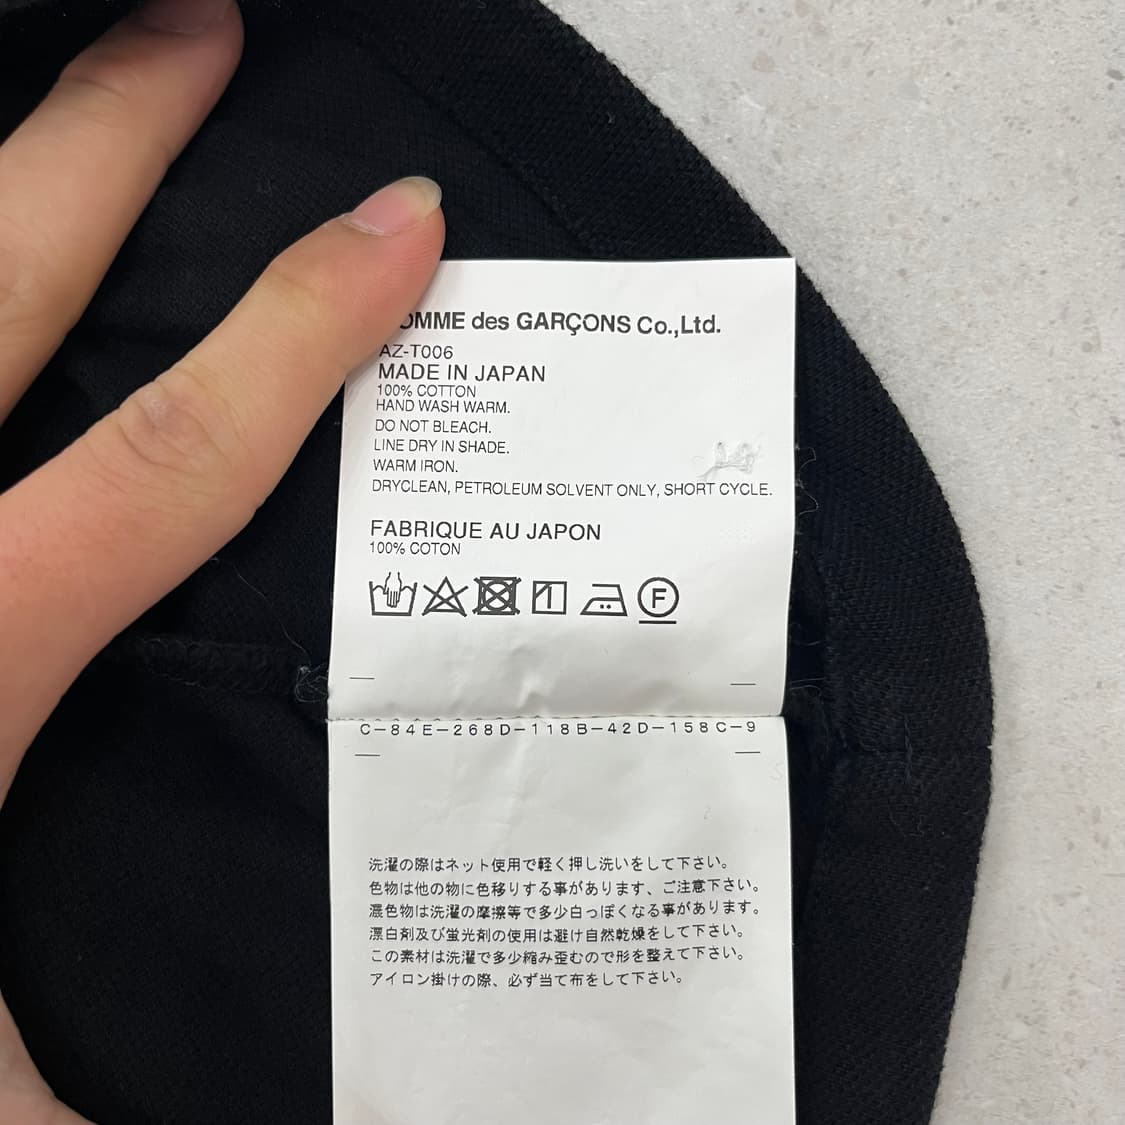 OMME des GARÇONS Co.,Ltd.
AZ-T006
MADE IN JAPAN
100% COTTON
HAND WASH WARM.
DO NOT BLEACH.
LINE DRY IN SHADE.
WARM IRON.
DRYCLEAN, PETROLEUM SOLVENT ONLY, SHORT CYCLE.
FABRIQUE AU JAPON
100% COTON
F
C-84E-268D-118B-42D-158C-9
洗濯の際はネット使用で軽く押し洗いをして下さい。
色物は他の物に色移りする事があります、ご注意下さい。
濃色物は洗濯の摩擦等で多少白っぽくなる事があります。
漂白剤及び蛍光剤の使用は避け自然乾燥をして下さい。
この素材は洗濯で多少縮み歪むので形を整えて下さい。
アイロン掛けの際、必ず当て布をして下さい。